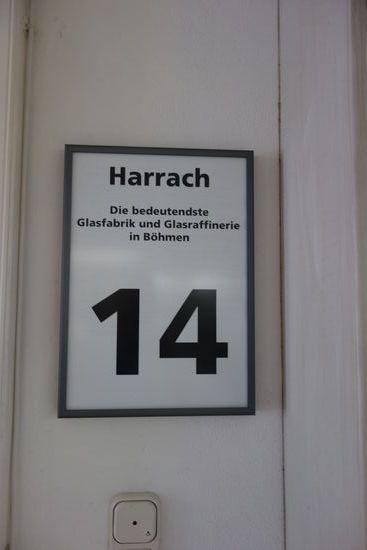 Harrach
Die bedeutendste
Glasfabrik und Glasraffinerie
in Böhmen
14